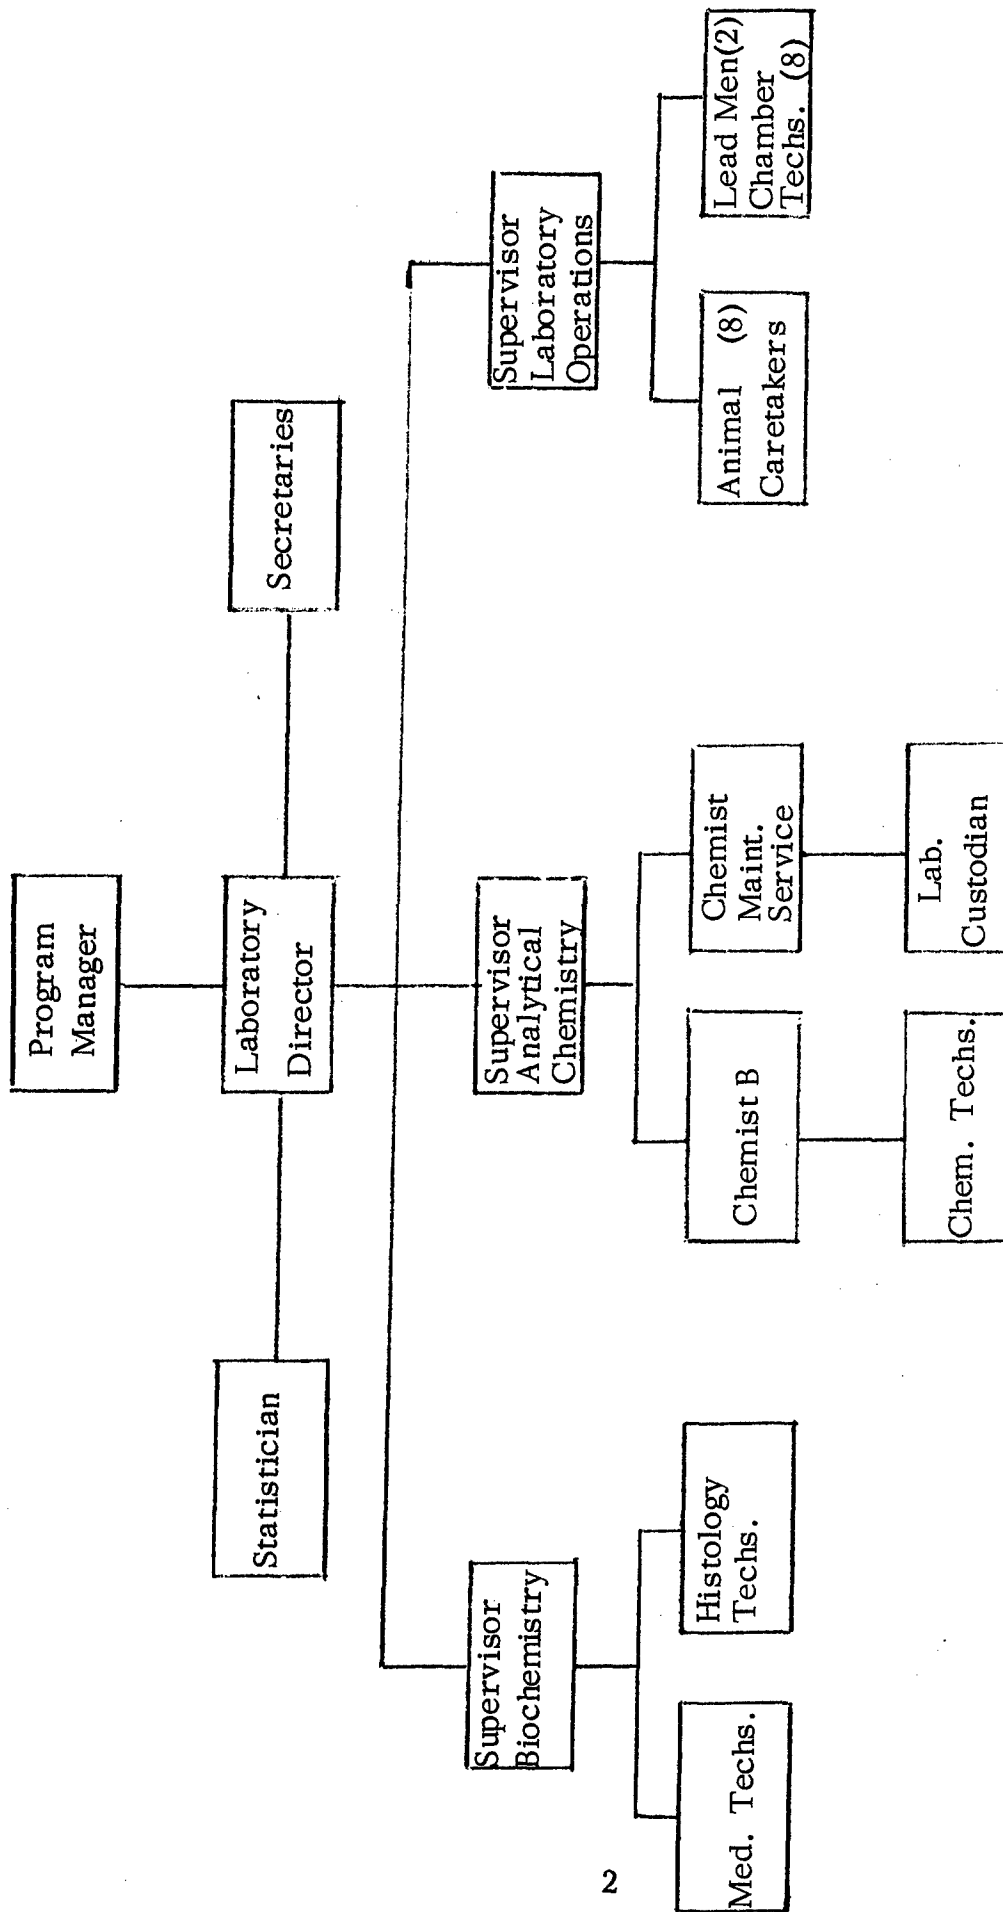 Program
Manager
Statistician
Laboratory
Director
Secretaries
Supervisor
Biochemistry
Supervisor
Analytical
Chemistry
Supervisor
Laboratory
Operations
Med. Techs.
Histology
Techs.
Chemist B
Chemist
Maint.
Service
Animal (8)
Caretakers
Lead Men(2)
Chamber
Techs. (8)
Chem. Techs.
Lab.
Custodian
2